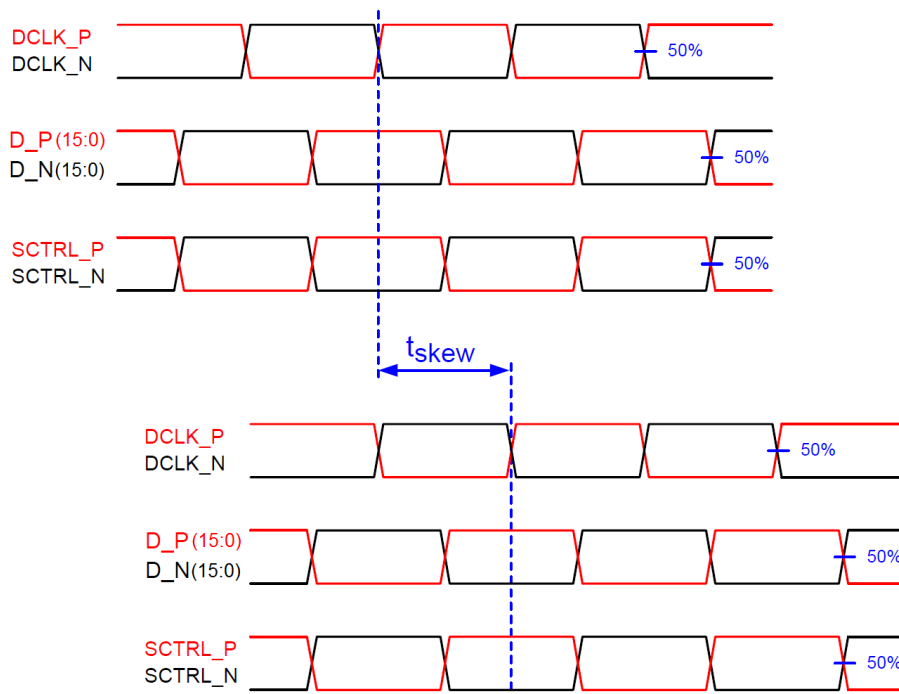 DCLK_P
DCLK_N
50%
D_P(15:0)
D_N(15:0)
50%
SCTRL_P
SCTRL_N
50%
tskew
DCLK_P
DCLK_N
50%
D_P(15:0)
D_N(15:0)
50%
SCTRL_P
SCTRL_N
50%